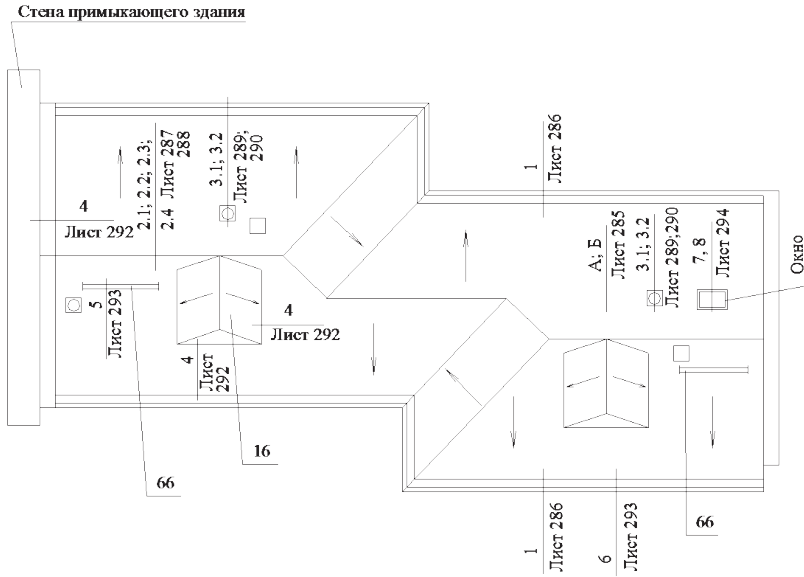 Стена примыкающего здания
4
Лист 292
2.1; 2.2; 2.3;
2.4 Лист 287
288
3.1; 3.2
Лист 289;
290
1
Лист 286
А; Б
Лист 285
3.1; 3.2
Лист 289;290
7, 8
Лист 294
Окно
5
Лист 293
4
Лист 292
4
Лист
292
16
66
66
1
Лист 286
6
Лист 293